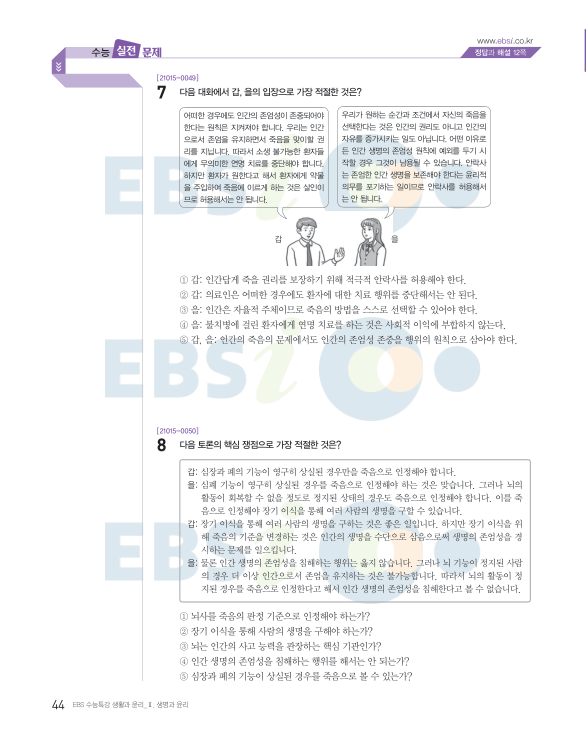 www.ebsi.co.kr
수능 실전 문제
정답과 해설 12쪽
[21015-0049]
7 다음 대화에서 갑, 을의 입장으로 가장 적절한 것은?
어떠한 경우에도 인간의 존엄성이 존중되어야
한다는 원칙은 지켜져야 합니다. 우리는 인간
으로서 존엄을 유지하면서 죽음을 맞이할 권
리를 지닙니다. 따라서 소생 불가능한 환자들
에게 무의미한 연명 치료를 중단해야 합니다.
하지만 환자가 원한다고 해서 환자에게 약물
을 주입하여 죽음에 이르게 하는 것은 살인이
므로 허용해서는 안 됩니다.
우리가 원하는 순간과 조건에서 자신의 죽음을
선택한다는 것은 인간의 권리도 아니고 인간의
자유를 증가시키는 일도 아닙니다. 어떤 이유로
든 인간 생명의 존엄성 원칙에 예외를 두기 시
작할 경우 그것이 남용될 수 있습니다. 안락사
는 존엄한 인간 생명을 보존해야 한다는 윤리적
의무를 포기하는 일이므로 안락사를 허용해서
는 안 됩니다.
갑
을
① 갑: 인간답게 죽을 권리를 보장하기 위해 적극적 안락사를 허용해야 한다.
② 갑: 의료인은 어떠한 경우에도 환자에 대한 치료 행위를 중단해서는 안 된다.
③ 을: 인간은 자율적 주체이므로 죽음의 방법을 스스로 선택할 수 있어야 한다.
④ 을: 불치병에 걸린 환자에게 연명 치료를 하는 것은 사회적 이익에 부합하지 않는다.
⑤ 갑, 을: 인간의 죽음의 문제에서도 인간의 존엄성 존중을 행위의 원칙으로 삼아야 한다.
[21015-0050]
8 다음 토론의 핵심 쟁점으로 가장 적절한 것은?
갑: 심장과 폐의 기능이 영구히 상실된 경우만을 죽음으로 인정해야 합니다.
을: 심폐 기능이 영구히 상실된 경우를 죽음으로 인정해야 하는 것은 맞습니다. 그러나 뇌의
활동이 회복할 수 없을 정도로 정지된 상태의 경우도 죽음으로 인정해야 합니다. 이를 죽
음으로 인정해야 장기 이식을 통해 여러 사람의 생명을 구할 수 있습니다.
갑: 장기 이식을 통해 여러 사람의 생명을 구하는 것은 좋은 일입니다. 하지만 장기 이식을 위
해 죽음의 기준을 변경하는 것은 인간의 생명을 수단으로 삼음으로써 생명의 존엄성을 경
시하는 문제를 일으킵니다.
을: 물론 인간 생명의 존엄성을 침해하는 행위는 옳지 않습니다. 그러나 뇌 기능이 정지된 사람
의 경우 더 이상 인간으로서 존엄을 유지하는 것은 불가능합니다. 따라서 뇌의 활동이 정
지된 경우를 죽음으로 인정한다고 해서 인간 생명의 존엄성을 침해한다고 볼 수 없습니다.
① 뇌사를 죽음의 판정 기준으로 인정해야 하는가?
② 장기 이식을 통해 사람의 생명을 구해야 하는가?
③ 뇌는 인간의 사고 능력을 관장하는 핵심 기관인가?
④ 인간 생명의 존엄성을 침해하는 행위를 해서는 안 되는가?
⑤ 심장과 폐의 기능이 상실된 경우를 죽음으로 볼 수 있는가?
44 EBS 수능특강 생활과 윤리_Ⅱ. 생명과 윤리
EBSi
EBSi
EBSi